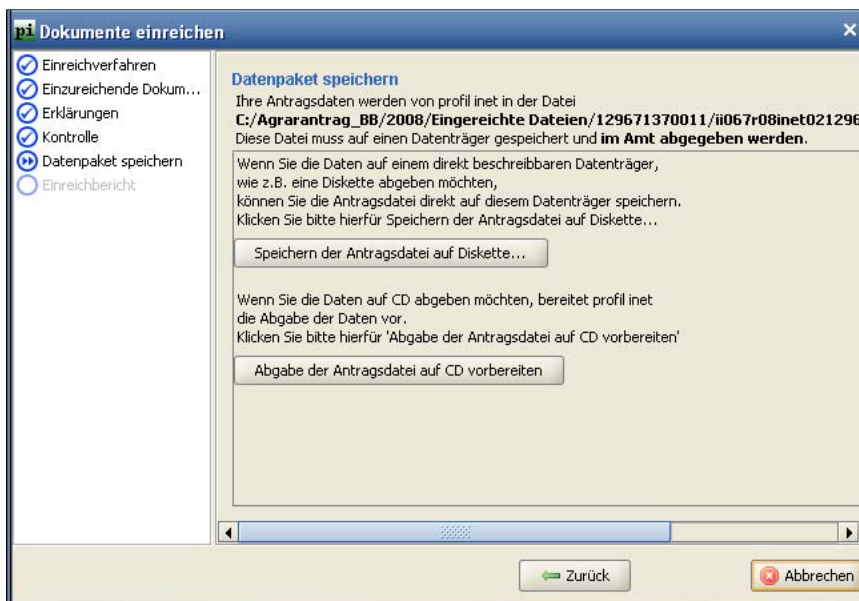 pi Dokumente einreichen
Einreichverfahren
Einzureichende Dokum...
Erklärungen
Kontrolle
Datenpaket speichern
Einreichbericht
Datenpaket speichern
Ihre Antragsdaten werden von profil inet in der Datei
C:/Agrarantrag_BB/2008/Eingereichte Dateien/129671370011/ii067r08inet021296
Diese Datei muss auf einen Datenträger gespeichert und im Amt abgegeben werden.
Wenn Sie die Daten auf einem direkt beschreibbaren Datenträger,
wie z.B. eine Diskette abgeben möchten,
können Sie die Antragsdatei direkt auf diesem Datenträger speichern.
Klicken Sie bitte hierfür Speichern der Antragsdatei auf Diskette...
Speichern der Antragsdatei auf Diskette...
Wenn Sie die Daten auf CD abgeben möchten, bereitet profil inet
die Abgabe der Daten vor.
Klicken Sie bitte hierfür 'Abgabe der Antragsdatei auf CD vorbereiten'
Abgabe der Antragsdatei auf CD vorbereiten
Zurück
Abbrechen